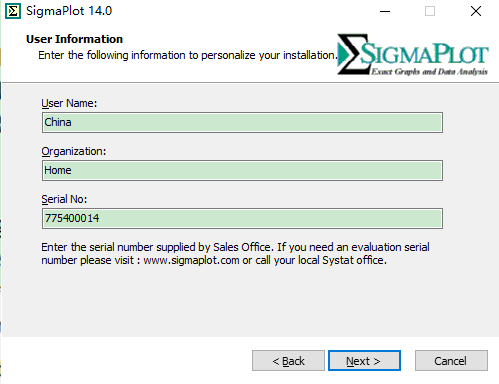 SigmaPlot 14.0
User Information
Enter the following information to personalize your installation.
SIGMAPLOT
Exact Graphs and Data Analysis
User Name:
China
Organization:
Home
Serial No:
775400014
Enter the serial number supplied by Sales Office. If you need an evaluation serial
number please visit : www.sigmaplot.com or call your local Systat office.
< Back
Next >
Cancel